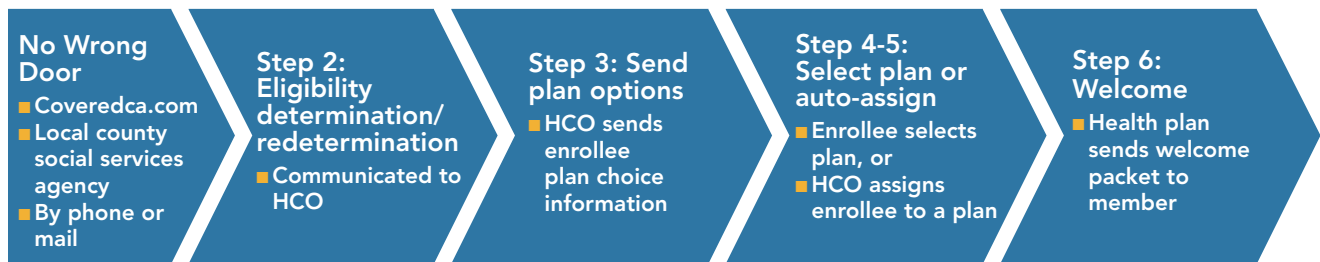 No Wrong
Door
■ Coveredca.com
■ Local county
social services
agency
■ By phone or
mail
Step 2:
Eligibility
determination/
redetermination
■ Communicated to
HCO
Step 3: Send
plan options
■ HCO sends
enrollee
plan choice
information
Step 4-5:
Select plan or
auto-assign
■ Enrollee selects
plan, or
■ HCO assigns
enrollee to a plan
Step 6:
Welcome
■ Health plan
sends welcome
packet to
member